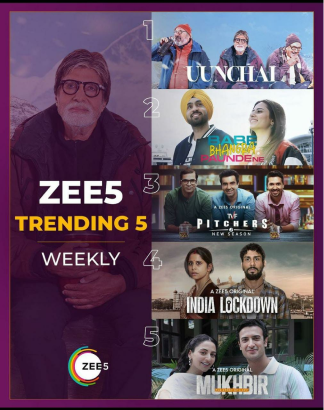 ZEE5
TRENDING 5
WEEKLY
ZEE5
1
UUNCHAI
2
BABE
BHANGRA
PAUNDE NE
3
A ZEE5 ORIGINAL
TVF
PITCHERS
NEW SEASON
4
A ZEE5 ORIGINAL
INDIA LOCKDOWN
5
A ZEE5 ORIGINAL
MUKHBIR